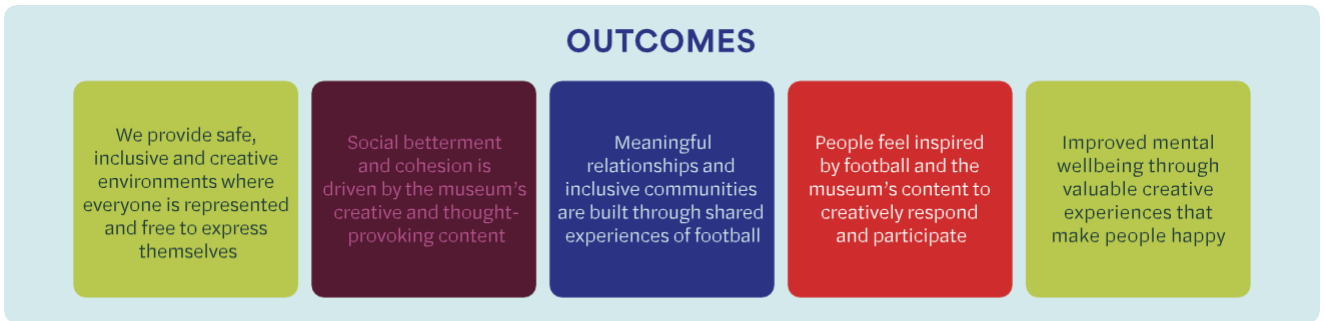 OUTCOMES
We provide safe,
inclusive and creative
environments where
everyone is represented
and free to express
themselves
Social betterment
and cohesion is
driven by the museum's
creative and thought-
provoking content
Meaningful
relationships and
inclusive communities
are built through shared
experiences of football
People feel inspired
by football and the
museum's content to
creatively respond
and participate
Improved mental
wellbeing through
valuable creative
experiences that
make people happy